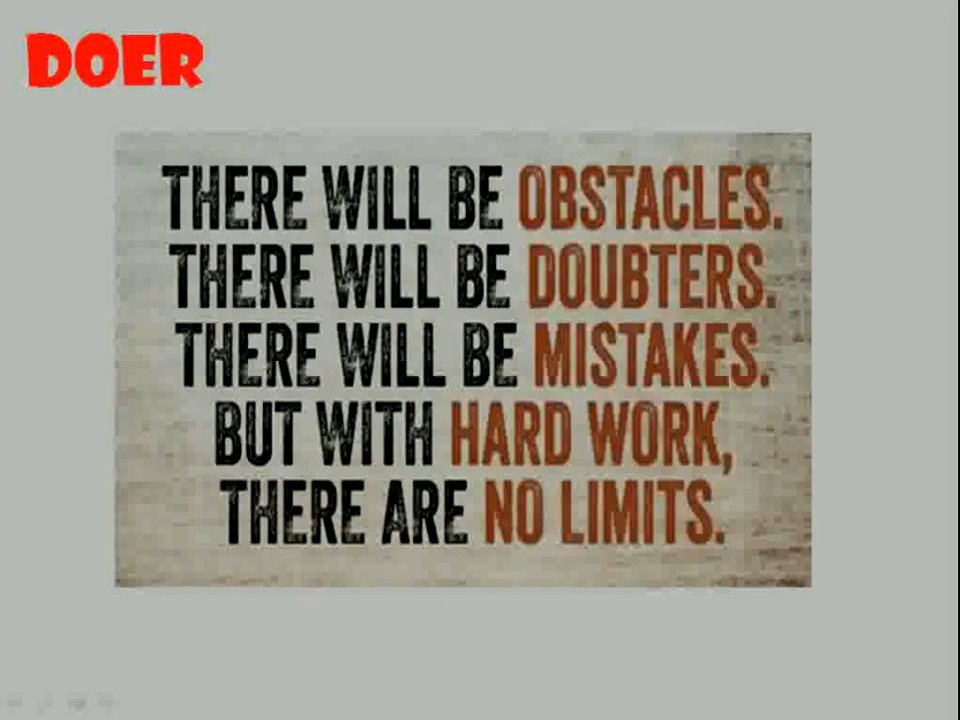 DOER
THERE WILL BE OBSTACLES.
THERE WILL BE DOUBTERS.
THERE WILL BE MISTAKES.
BUT WITH HARD WORK,
THERE ARE NO LIMITS.